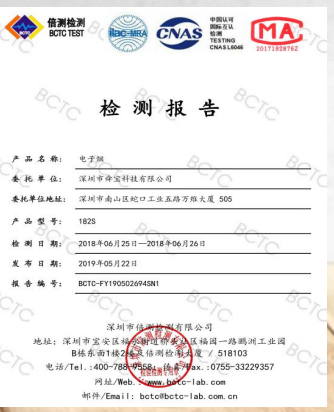 倍测检测
BCTC TEST
ilac-MRA
CNAS
中国认可
国际互认
检测
TESTING
CNAS L6046
MA
2017192876Z
检测报告
产品名称: 电子烟
委托单位: 深圳市舜宝科技有限公司
委托单位地址: 深圳市南山区蛇口工业五路万维大厦 505
产品型号: 182S
检测日期: 2018年06月25日—2018年06月26日
发布日期: 2019年05月22日
报告编号: BCTC-FY190502694SN1
深圳市倍测检测有限公司
地址: 深圳市宝安区福永街道桥头社区福园一路鹏洲工业园
B栋东面1楼2楼及倍测检测大厦 / 518103
电话/Tel.:400-788-9558; 传真/Fax.:0755-33229357
网址/Web.:www.bctc-lab.com
邮件/Email: bctc@bctc-lab.com.cn